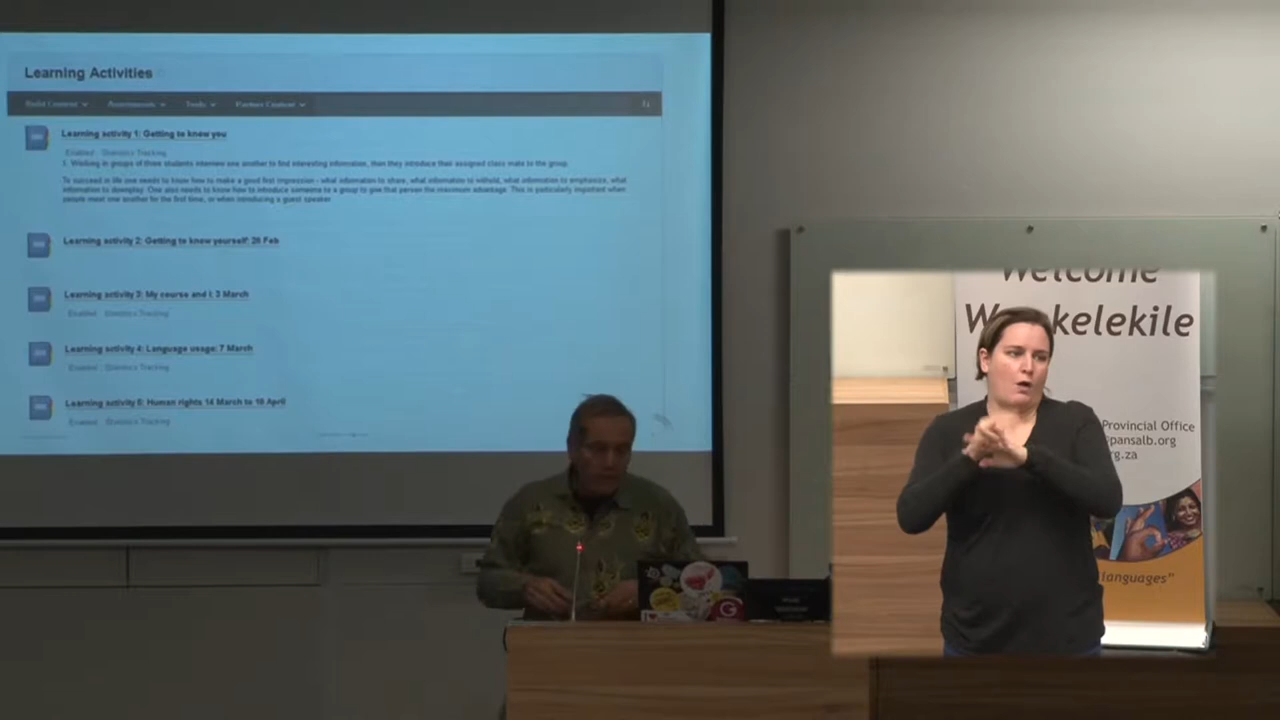 Learning Activities
Build Content
Assessments
Tools
Partner Content
Learning activity 1: Getting to know you
Enabled: Statistics Tracking
1. Working in groups of three students interview one another to find interesting information, then they introduce their assigned class mate to the group.
To succeed in life one needs to know how to make a good first impression - what information to share, what information to withhold, what information to emphasize, what
information to downplay. One also needs to know how to introduce someone to a group to give that person the maximum advantage. This is particularly important when
people meet one another for the first time, or when introducing a guest speaker.
Learning activity 2: Getting to know yourself: 26 Feb
Learning activity 3: My course and I: 3 March
Enabled: Statistics Tracking
Learning activity 4: Language usage: 7 March
Enabled: Statistics Tracking
Human rights 14 March to
April
Enabled: Statistics Tracking
Welcome
kelekile
Provincial Office
pansalb.org
rg.za
languages"
G